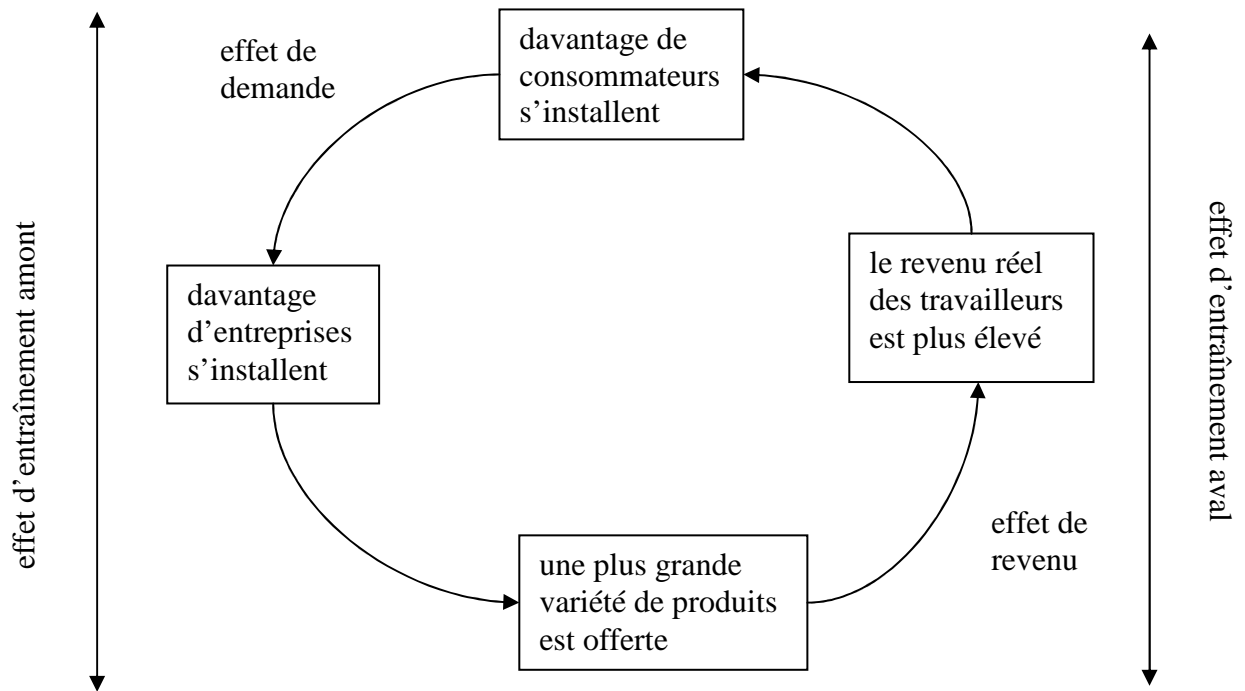 effet de
demande
davantage de
consommateurs
s'installent
effet d'entraînement amont
davantage
d'entreprises
s'installent
le revenu réel
des travailleurs
est plus élevé
effet d'entraînement aval
effet de
revenu
une plus grande
variété de produits
est offerte